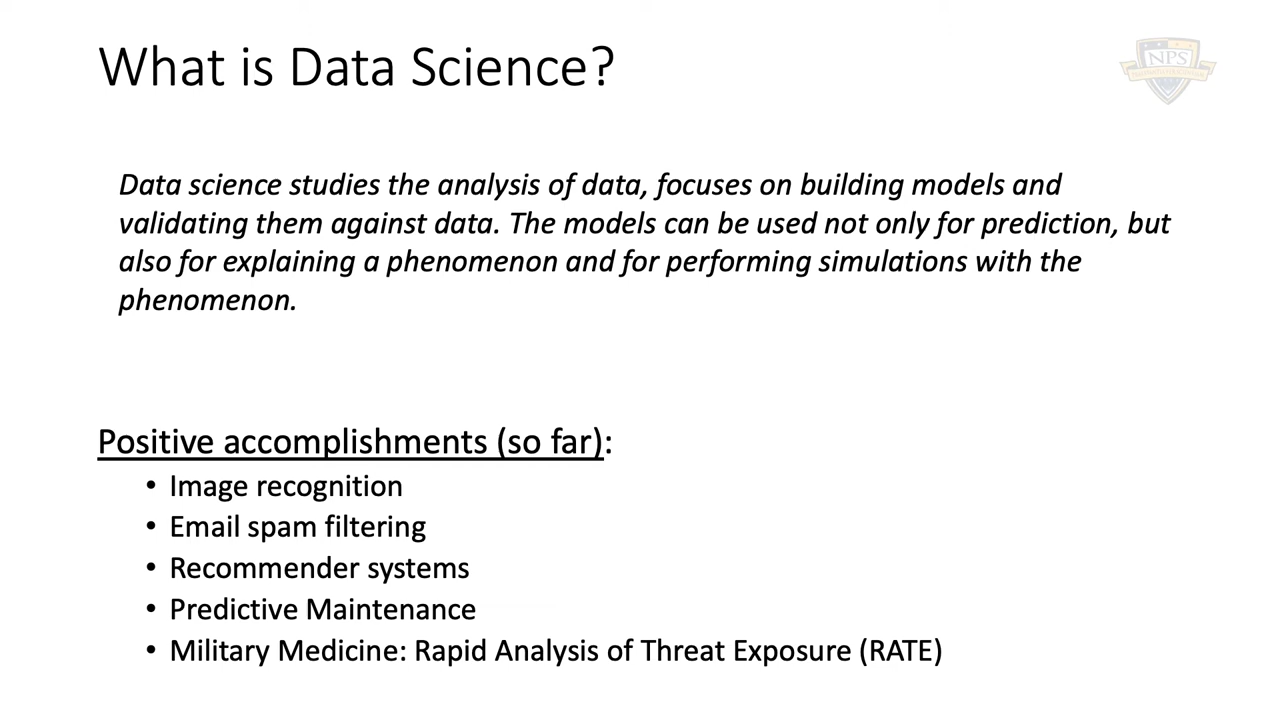 What is Data Science?
NPS
Data science studies the analysis of data, focuses on building models and
validating them against data. The models can be used not only for prediction, but
also for explaining a phenomenon and for performing simulations with the
phenomenon.
Positive accomplishments (so far):
• Image recognition
• Email spam filtering
• Recommender systems
• Predictive Maintenance
• Military Medicine: Rapid Analysis of Threat Exposure (RATE)